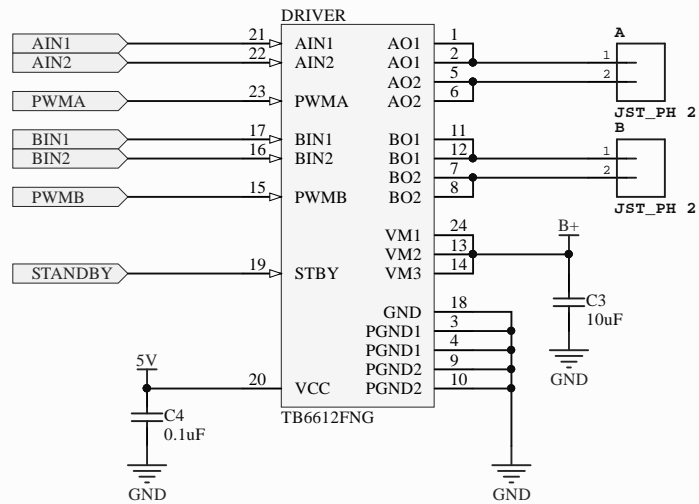 DRIVER
AIN1 21 AIN1 AO1 1
AIN2 22 AIN2 AO1 2
AO2 5
PWMA 23 PWMA AO2 6
A
1
2
JST_PH 2
BIN1 17 BIN1 BO1 11
BIN2 16 BIN2 BO1 12
BO2 7
PWMB 15 PWMB BO2 8
B
1
2
JST_PH 2
VM1 24
VM2 13
STANDBY 19 STBY VM3 14
B+
C3
10uF
GND
GND 18
PGND1 3
PGND1 4
PGND2 9
PGND2 10
5V
20 VCC
C4
0.1uF
GND
TB6612FNG
GND